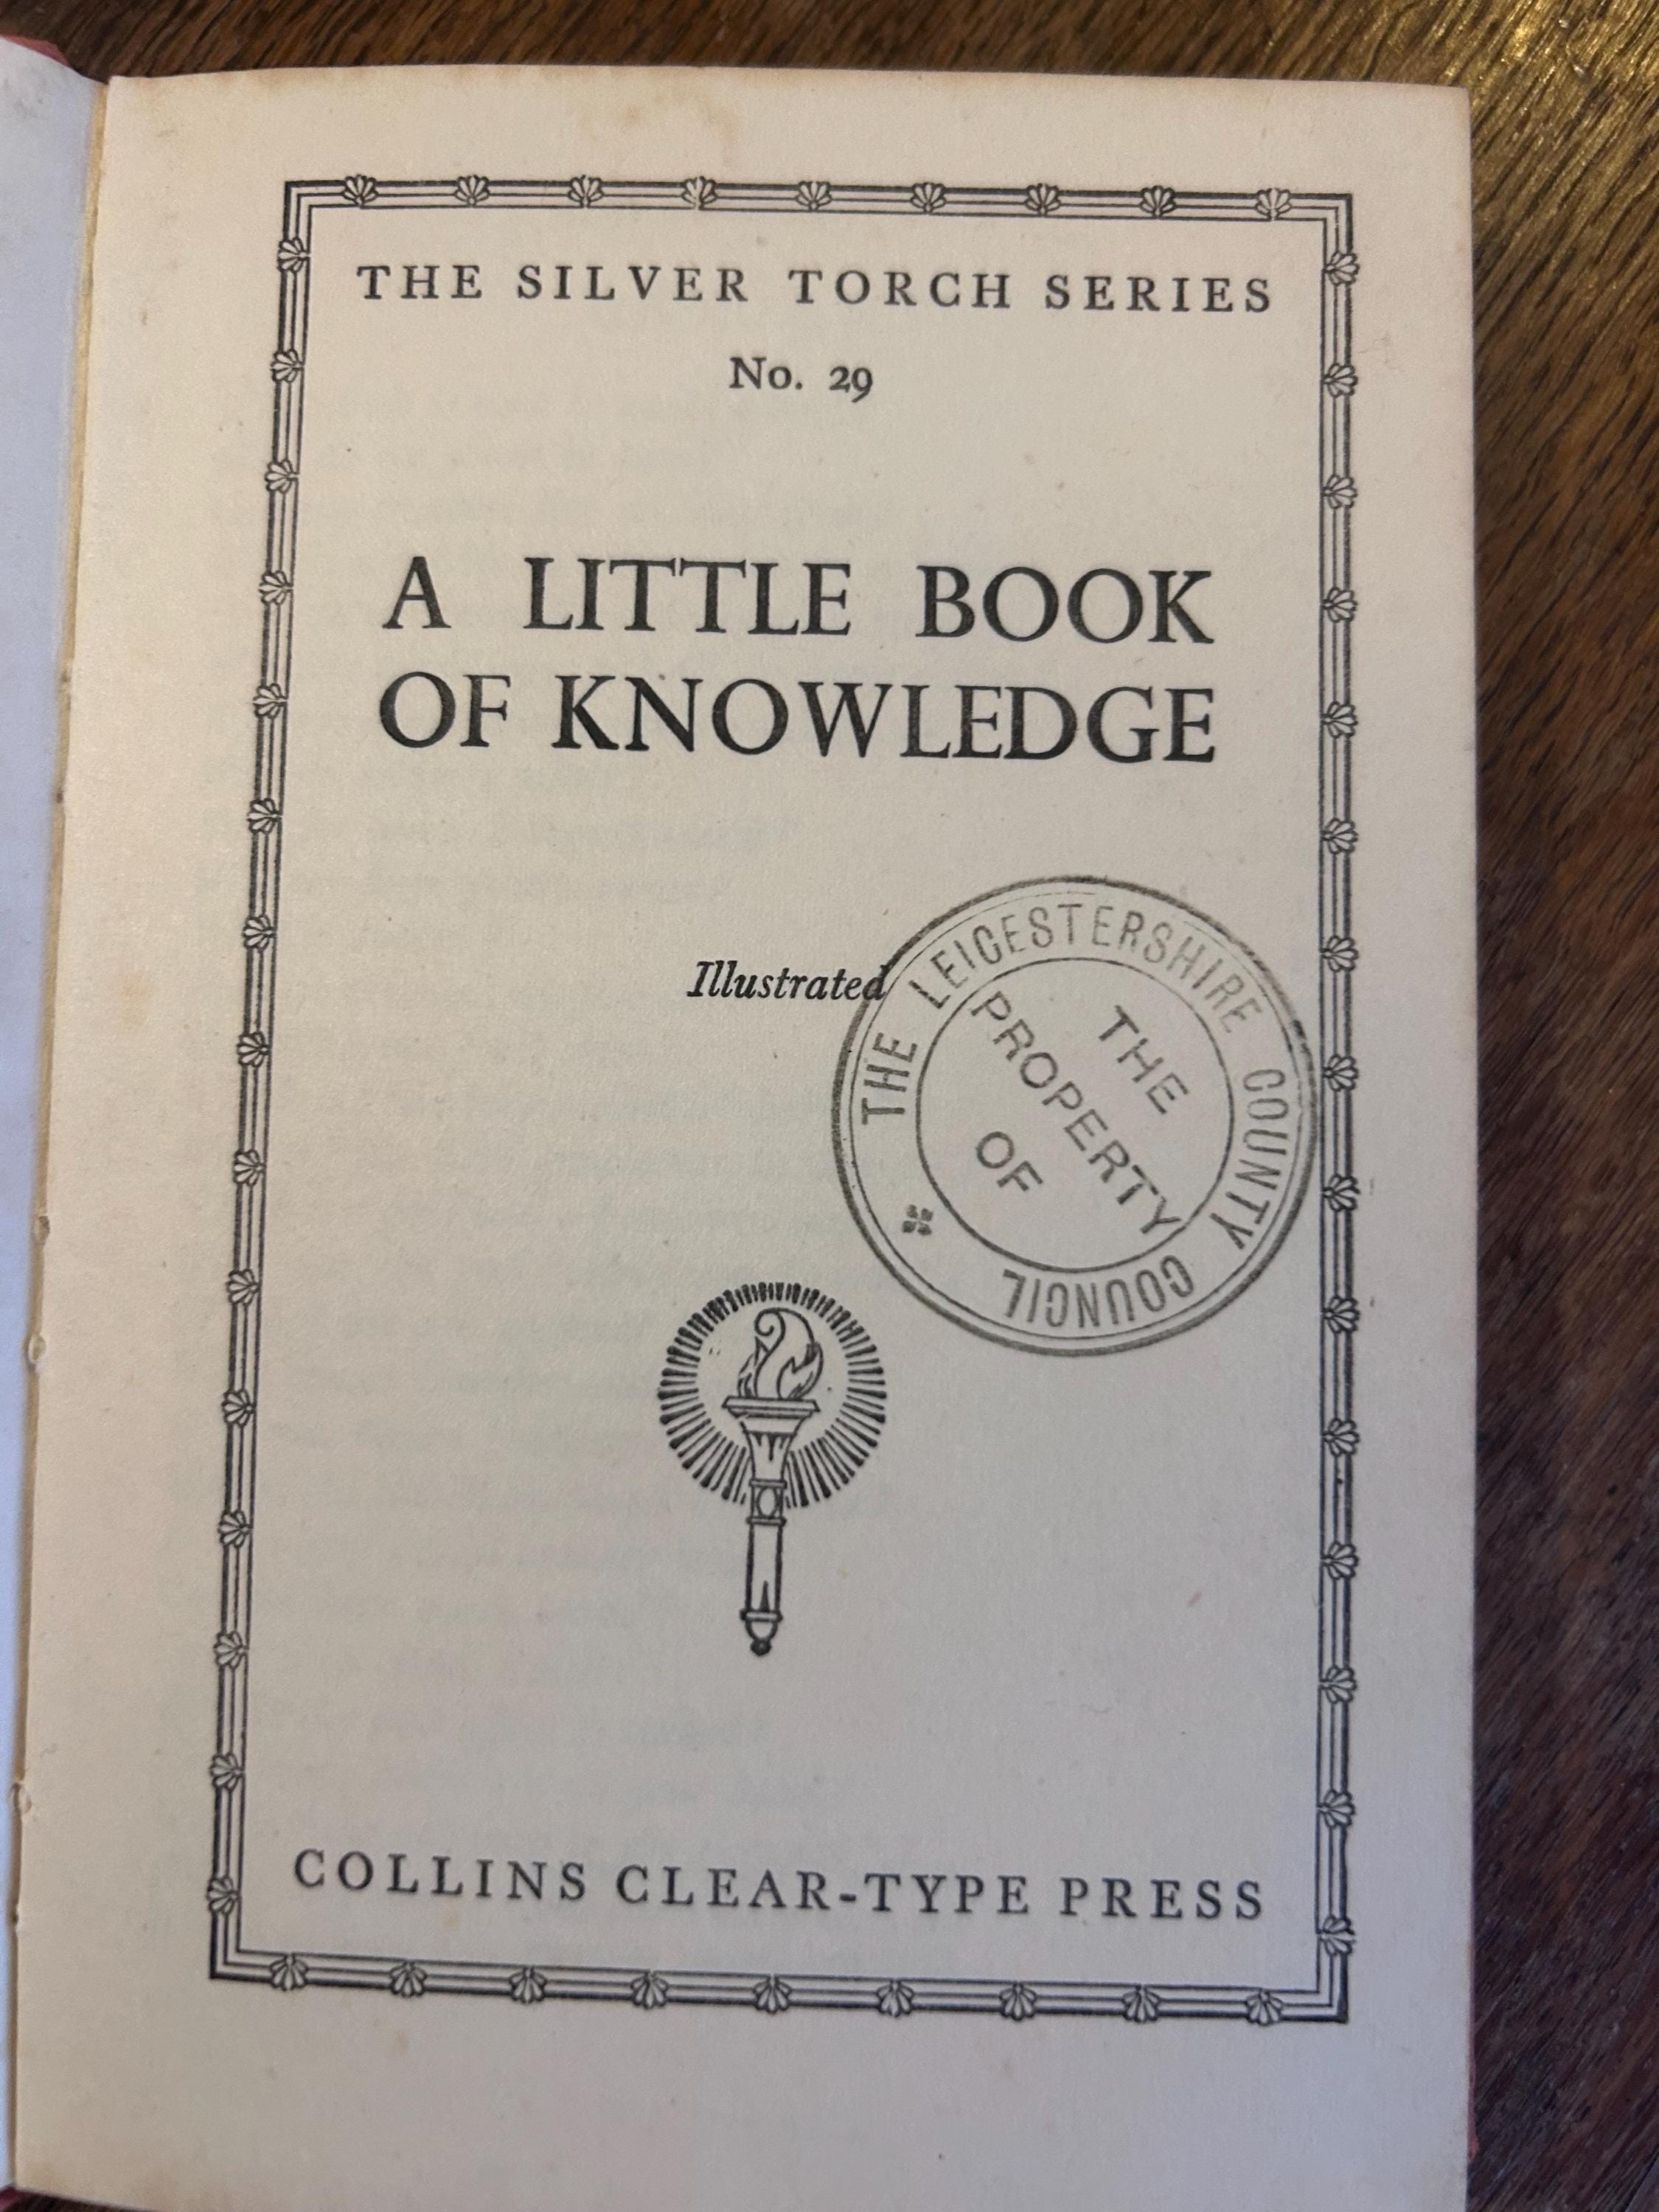 THE SILVER TORCH SERIES
No. 29
A LITTLE BOOK
OF KNOWLEDGE
Illustrated
THE LEICESTERSHIRE COUNTY COUNCIL
THE
PROPERTY
OF
COLLINS CLEAR-TYPE PRESS